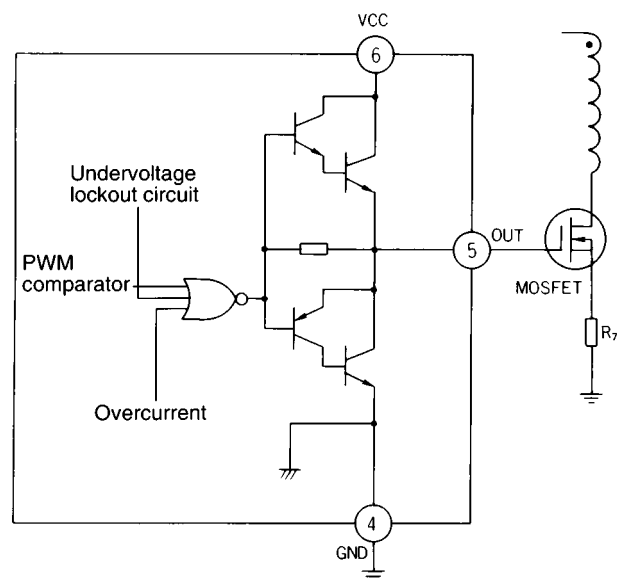 VCC
6
Undervoltage
lockout circuit
PWM
comparator
Overcurrent
5
OUT
MOSFET
R7
4
GND